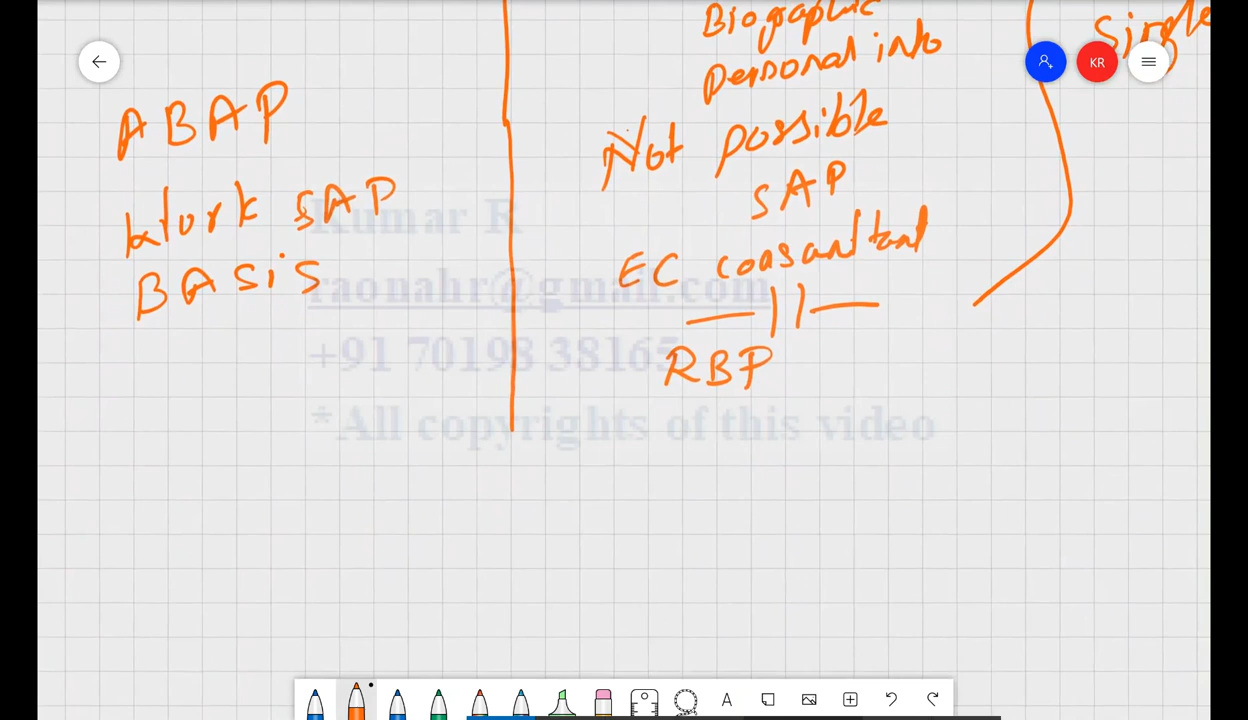 Biographic
Personal info
Single
KR
ABAP
Not possible
SAP
Work SAP
EC consantant
BASiS
RBP
Kumar R
raonahr@gmail.com
+91 70198 38165
*All copyrights of this video
A